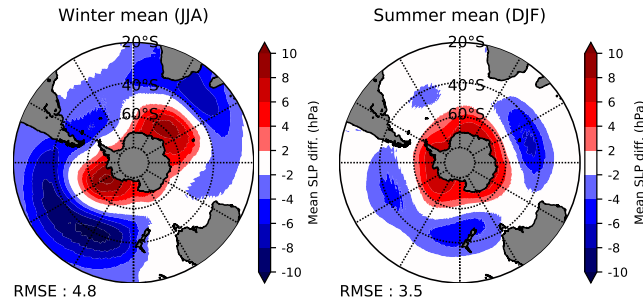 Winter mean (JJA)
20°S
40°S
60°S
10
8
6
4
2
-2
-4
-6
-8
-10
Mean SLP diff. (hPa)
RMSE : 4.8
Summer mean (DJF)
20°S
40°S
60°S
10
8
6
4
2
-2
-4
-6
-8
-10
Mean SLP diff. (hPa)
RMSE : 3.5